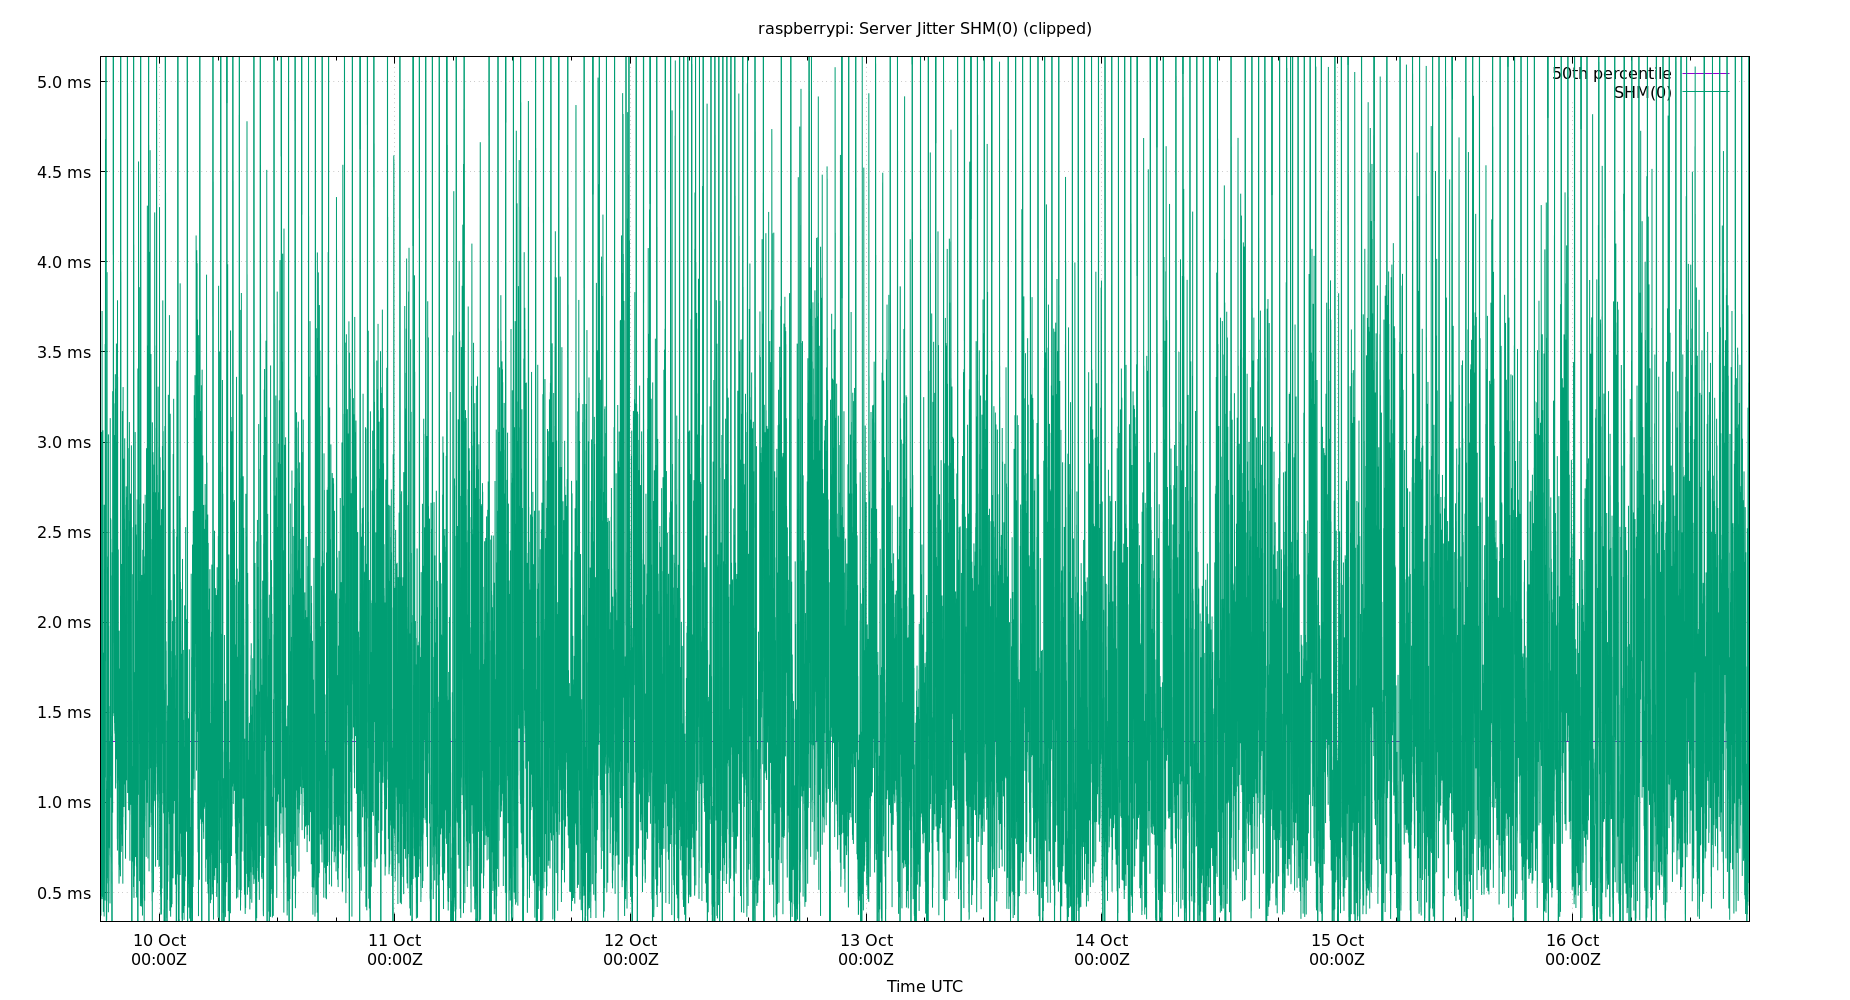 raspberrypi: Server Jitter SHM(0) (clipped)
5.0 ms
50th percentile
SHM(0)
4.5 ms
4.0 ms
3.5 ms
3.0 ms
2.5 ms
2.0 ms
1.5 ms
1.0 ms
0.5 ms
10 Oct 11 Oct 12 Oct 13 Oct 14 Oct 15 Oct 16 Oct
00:00Z 00:00Z 00:00Z 00:00Z 00:00Z 00:00Z 00:00Z
Time UTC